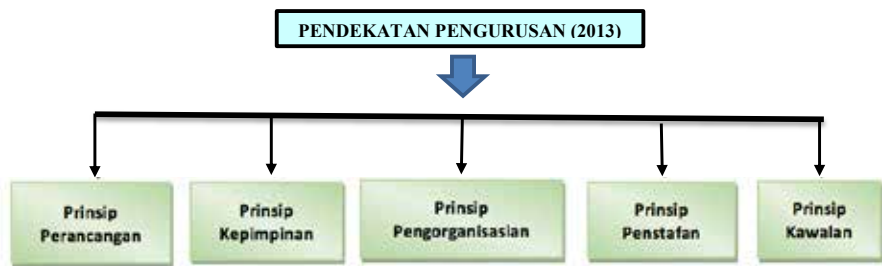 PENDEKATAN PENGURUSAN (2013)
Prinsip
Perancangan
Prinsip
Kepimpinan
Prinsip
Pengorganisasian
Prinsip
Penstafan
Prinsip
Kawalan